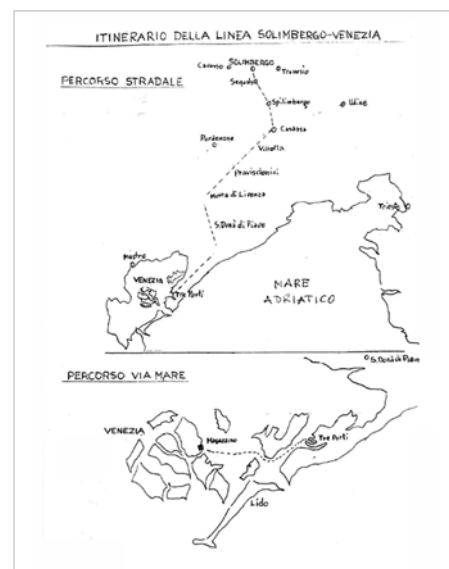 ITINERARIO DELLA LINEA SOLIMBERGO-VENEZIA
PERCORSO STRADALE
SOLIMBERGO
Travesio
Sequals
Spilimbergo
Udine
Casarsa
Pordenone
Villotta
Pravisdomini
Motta di Livenza
Trieste
S. Donà di Piave
Mestre
VENEZIA
Tre Porti
MARE
ADRIATICO
S. Donà di Piave
PERCORSO VIA MARE
VENEZIA
Magazzino
Tre Porti
Lido